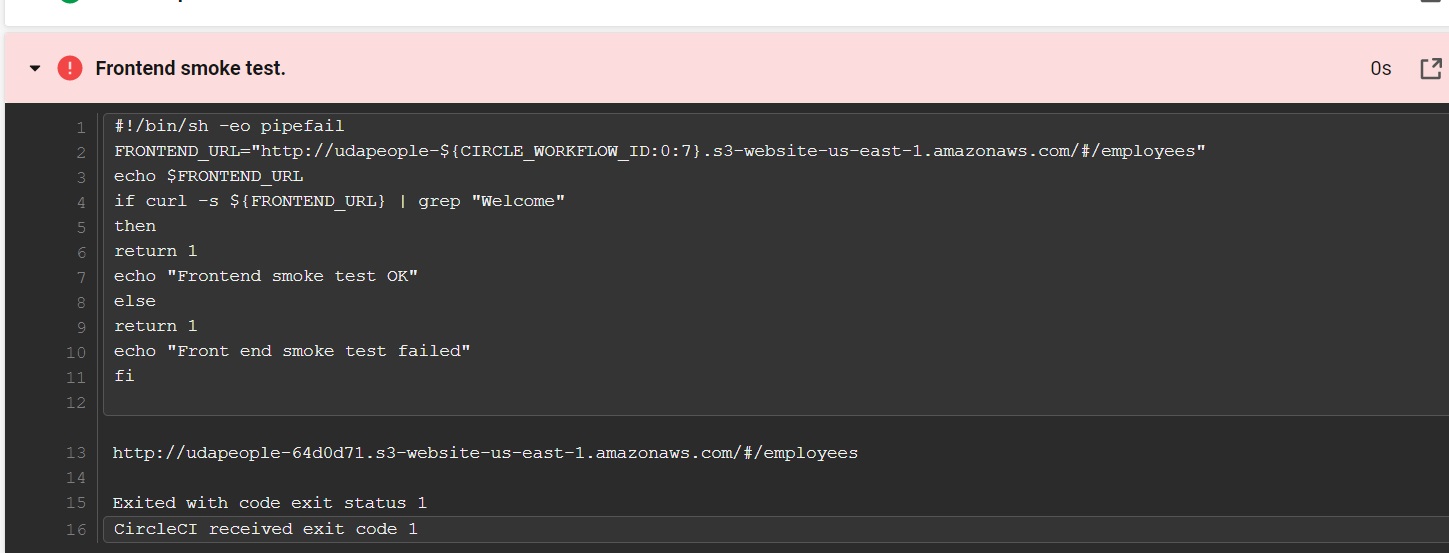 Frontend smoke test.
0s
1 #!/bin/sh -eo pipefail
2 FRONTEND_URL="http://udapeople-${CIRCLE_WORKFLOW_ID:0:7}.s3-website-us-east-1.amazonaws.com/#/employees"
3 echo $FRONTEND_URL
4 if curl -s ${FRONTEND_URL} | grep "Welcome"
5 then
6 return 1
7 echo "Frontend smoke test OK"
8 else
9 return 1
10 echo "Front end smoke test failed"
11 fi
12
13 http://udapeople-64d0d71.s3-website-us-east-1.amazonaws.com/#/employees
14
15 Exited with code exit status 1
16 CircleCI received exit code 1